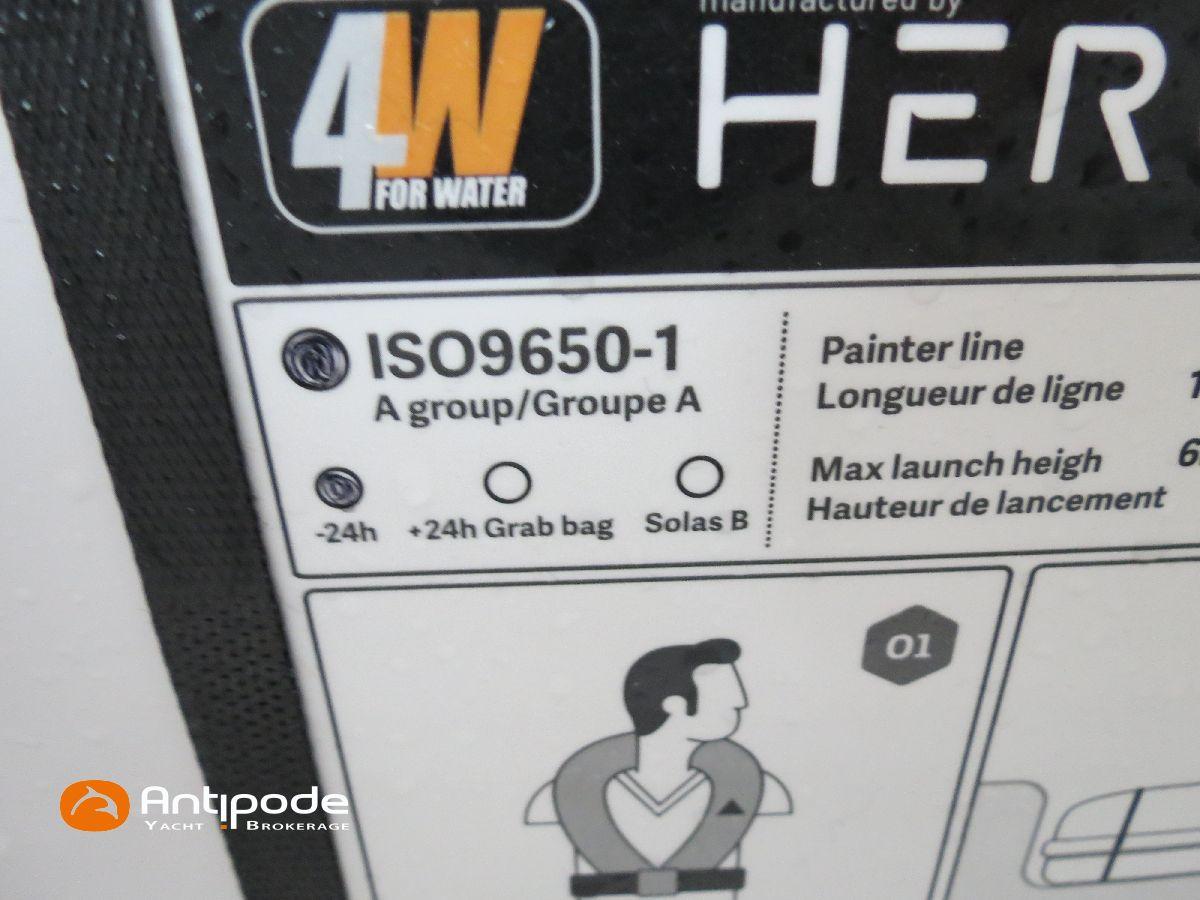 manufactured by
4W
FOR WATER
HER
ISO9650-1
A group/Groupe A
-24h +24h Grab bag Solas B
Painter line
Longueur de ligne
Max launch heigh
Hauteur de lancement
6
01
Antipode
YACHT BROKERAGE